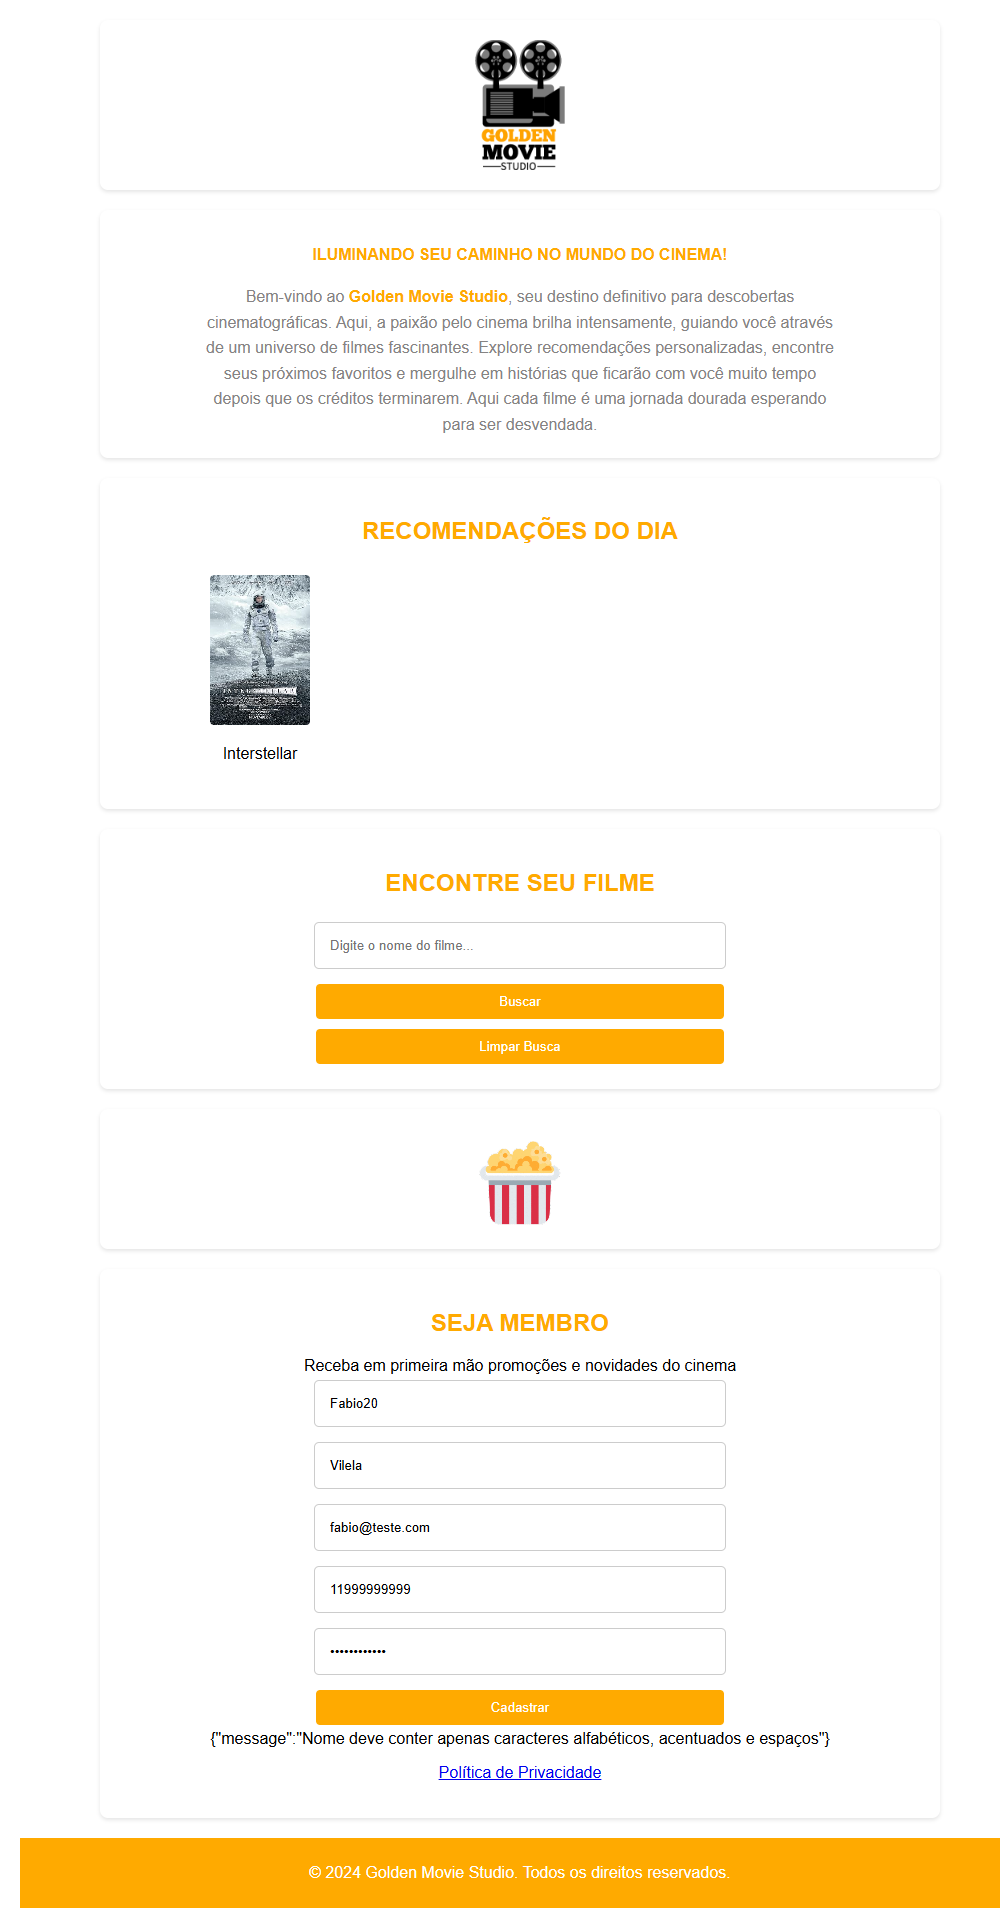 GOLDEN
MOVIE
STUDIO
ILUMINANDO SEU CAMINHO NO MUNDO DO CINEMA!
Bem-vindo ao Golden Movie Studio, seu destino definitivo para descobertas
cinematográficas. Aqui, a paixão pelo cinema brilha intensamente, guiando você através
de um universo de filmes fascinantes. Explore recomendações personalizadas, encontre
seus próximos favoritos e mergulhe em histórias que ficarão com você muito tempo
depois que os créditos terminarem. Aqui cada filme é uma jornada dourada esperando
para ser desvendada.
RECOMENDAÇÕES DO DIA
Interstellar
ENCONTRE SEU FILME
Digite o nome do filme...
Buscar
Limpar Busca
SEJA MEMBRO
Receba em primeira mão promoções e novidades do cinema
Fabio20
Vilela
fabio@teste.com
11999999999
••••••••••••
Cadastrar
{"message":"Nome deve conter apenas caracteres alfabéticos, acentuados e espaços"}
Política de Privacidade
© 2024 Golden Movie Studio. Todos os direitos reservados.